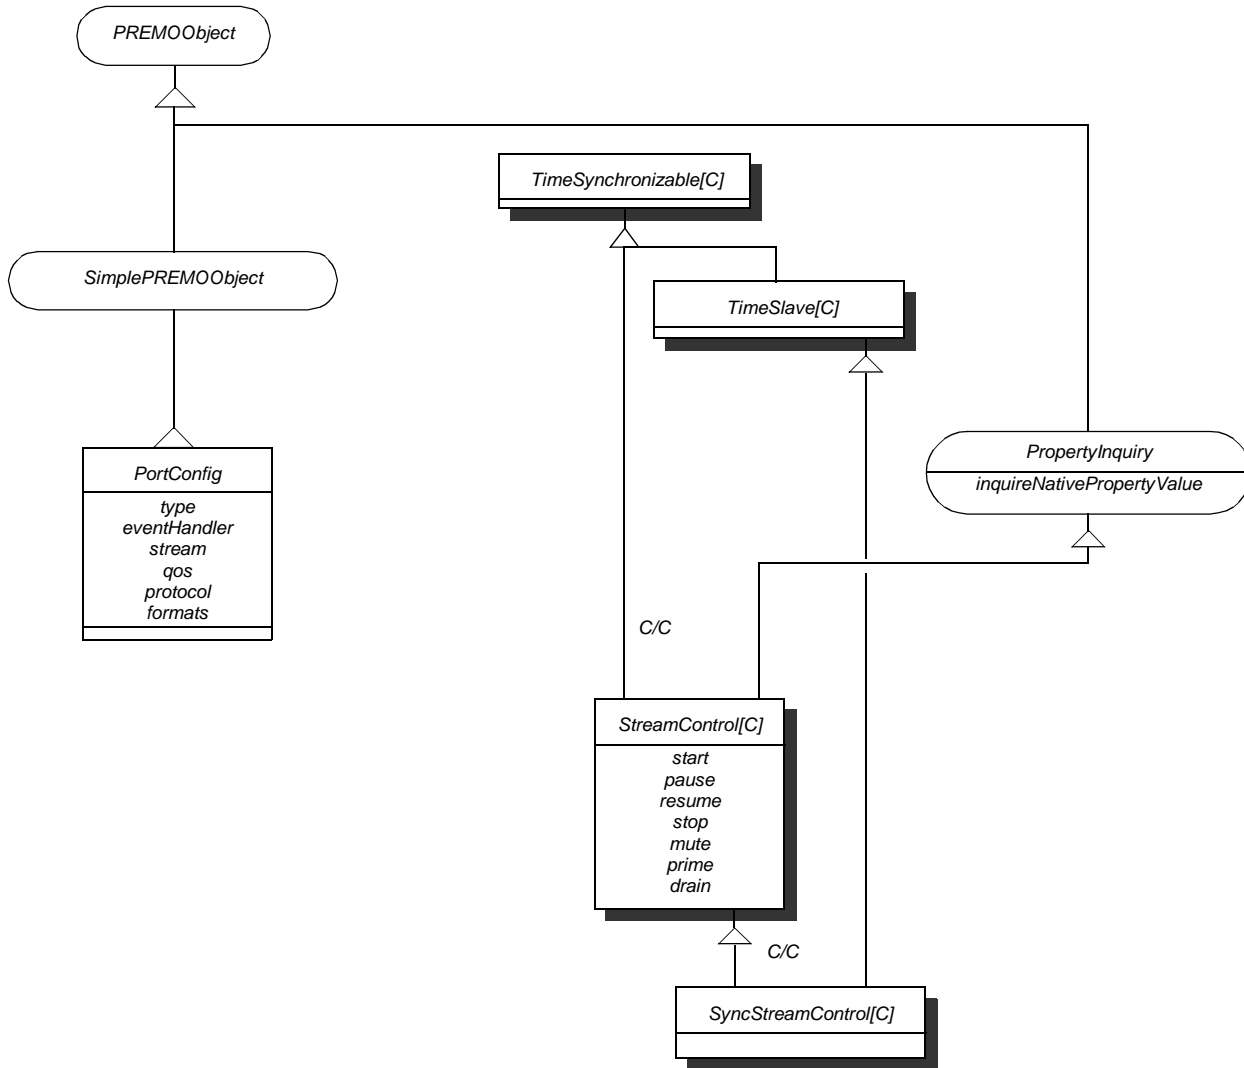 PREMOObject
TimeSynchronizable[C]
SimplePREMOObject
TimeSlave[C]
PropertyInquiry
inquireNativePropertyValue
PortConfig
type
eventHandler
stream
qos
protocol
formats
C/C
StreamControl[C]
start
pause
resume
stop
mute
prime
drain
C/C
SyncStreamControl[C]